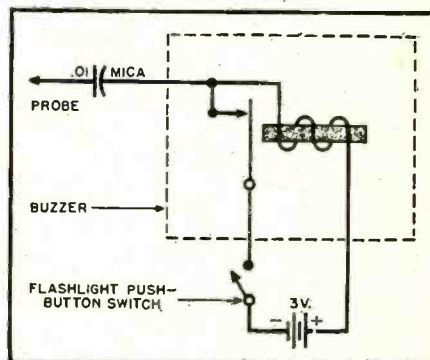 .01 MICA
PROBE
BUZZER
FLASHLIGHT PUSH-
BUTTON SWITCH
3V.
- +